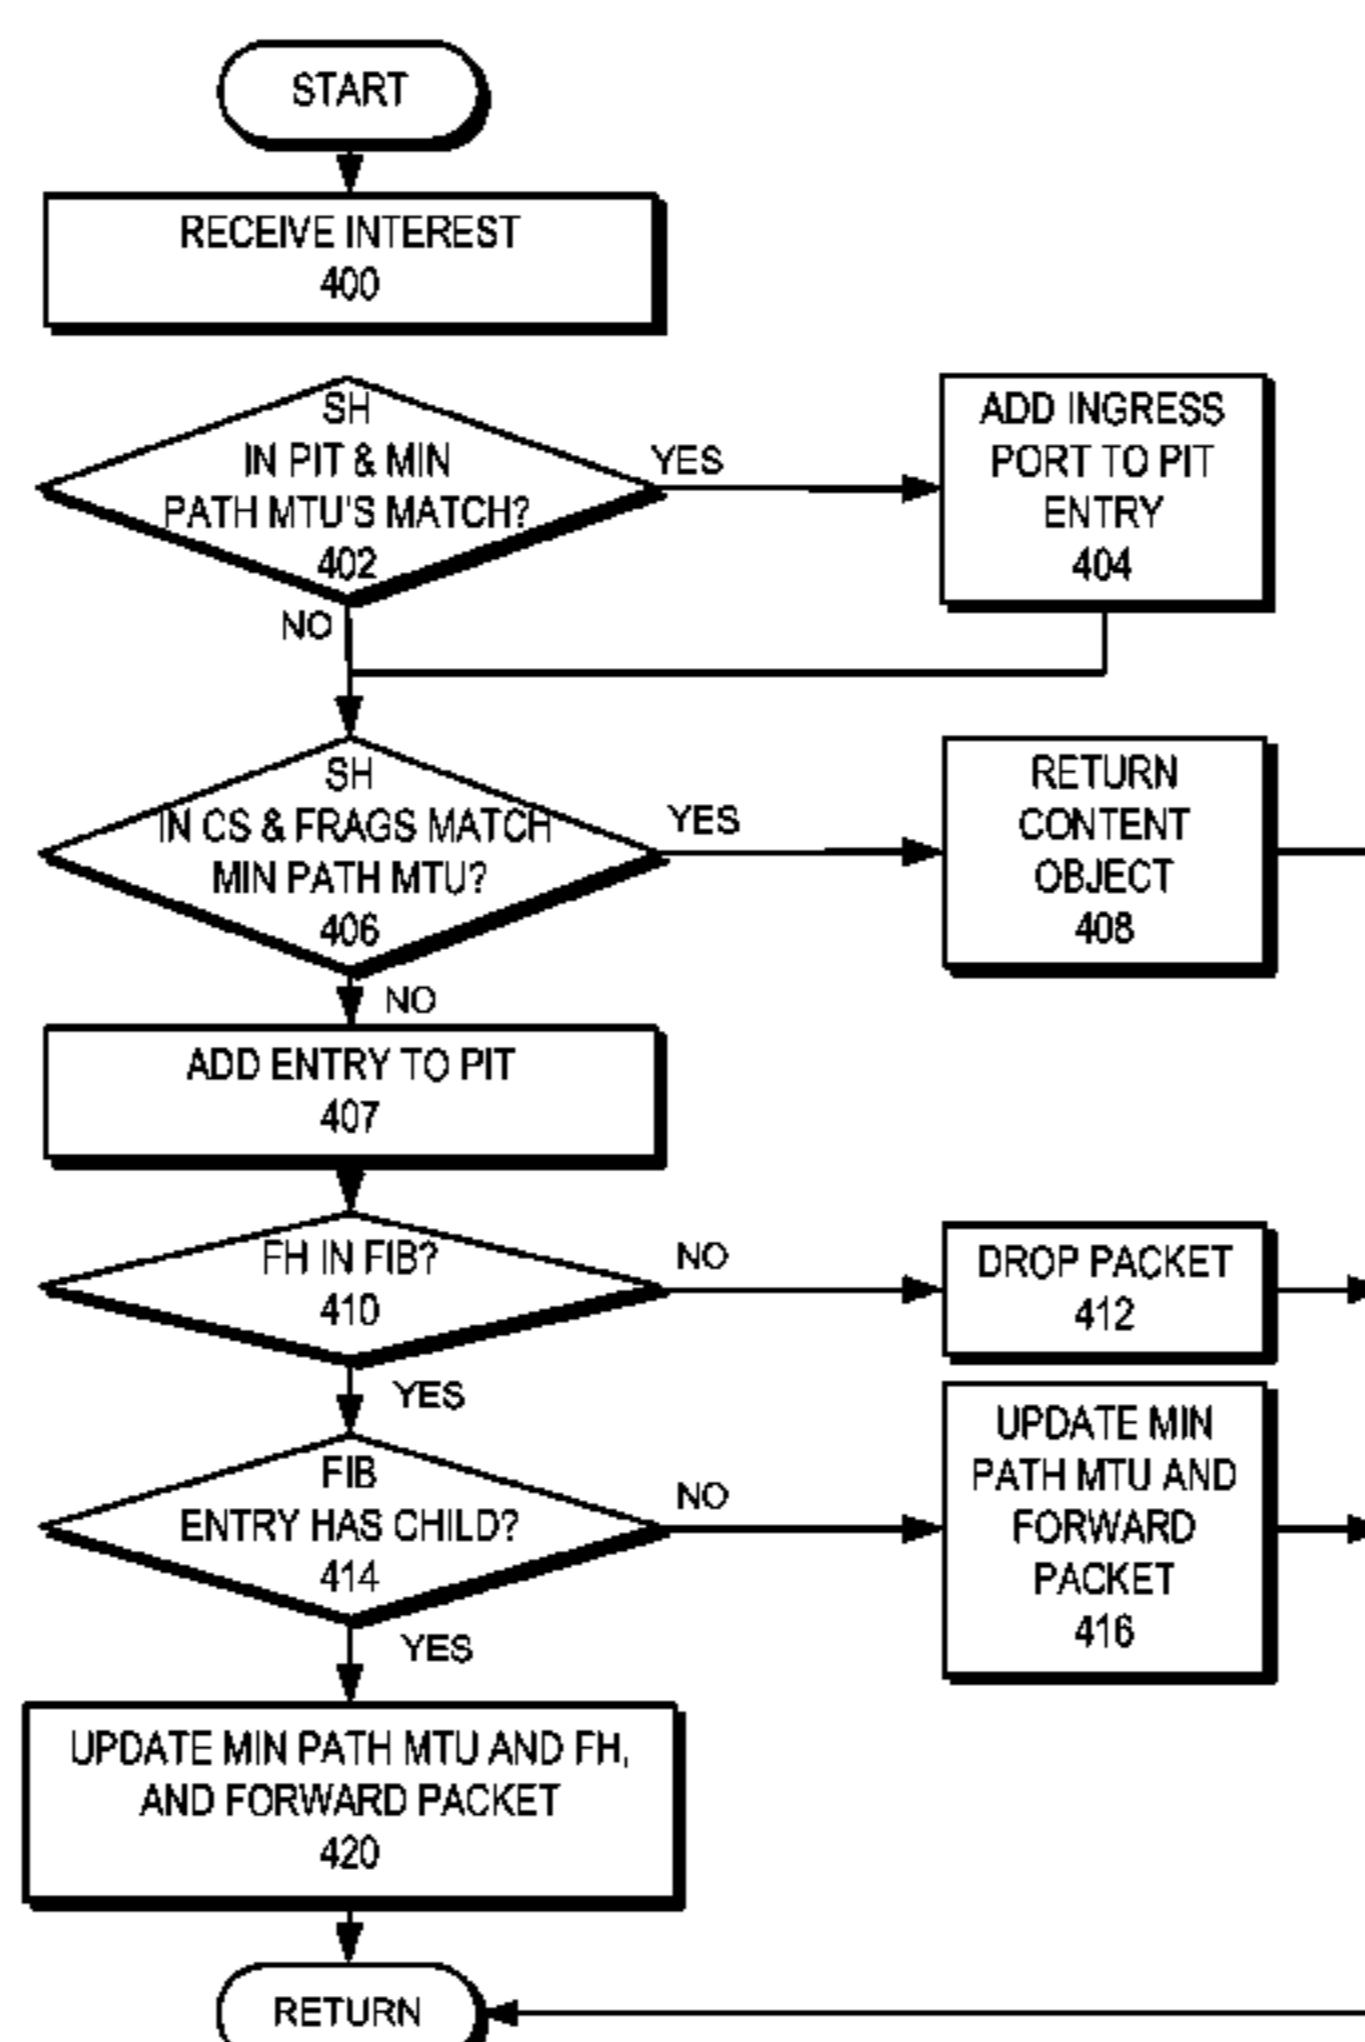 START
RECEIVE INTEREST
400
SH
IN PIT & MIN
PATH MTU'S MATCH?
402
YES
ADD INGRESS
PORT TO PIT
ENTRY
404
NO
SH
IN CS & FRAGS MATCH
MIN PATH MTU?
406
YES
RETURN
CONTENT
OBJECT
408
NO
ADD ENTRY TO PIT
407
FH IN FIB?
410
NO
DROP PACKET
412
YES
FIB
ENTRY HAS CHILD?
414
NO
UPDATE MIN
PATH MTU AND
FORWARD
PACKET
416
YES
UPDATE MIN PATH MTU AND FH,
AND FORWARD PACKET
420
RETURN